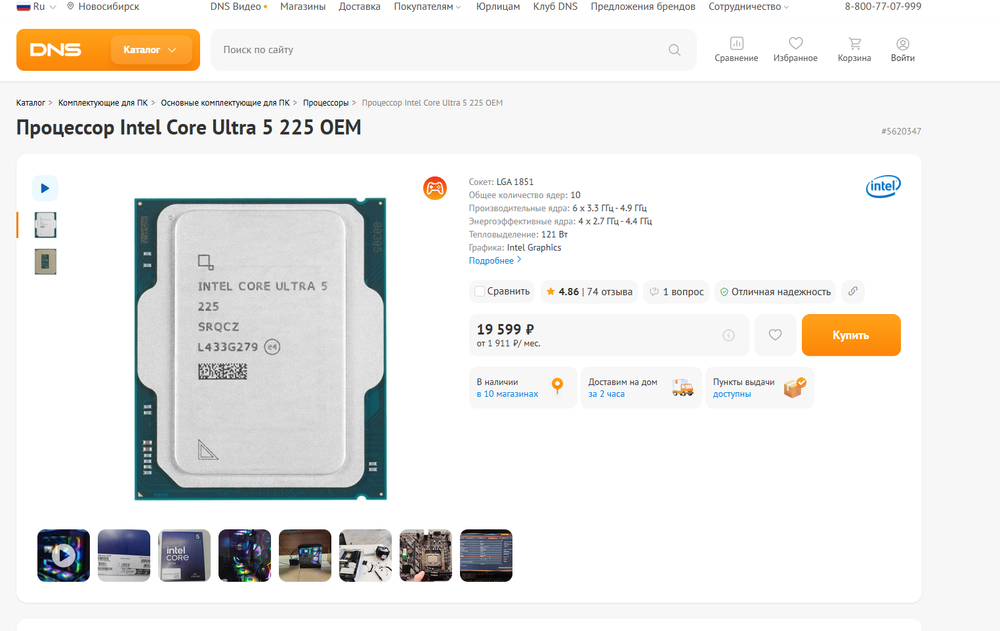 Ru
Новосибирск
DNS Видео
Магазины
Доставка
Покупателям
Юрлицам
Клуб DNS
Предложения брендов
Сотрудничество
8-800-77-07-999
DNS
Каталог
Поиск по сайту
Сравнение
Избранное
Корзина
Войти
Каталог > Комплектующие для ПК > Основные комплектующие для ПК > Процессоры > Процессор Intel Core Ultra 5 225 OEM
Процессор Intel Core Ultra 5 225 OEM
#5620347
INTEL CORE ULTRA 5
225
SRQCZ
L433G279 e4
00305
Сокет: LGA 1851
Общее количество ядер: 10
Производительные ядра: 6 x 3.3 ГГц - 4.9 ГГц
Энергоэффективные ядра: 4 x 2.7 ГГц - 4.4 ГГц
Тепловыделение: 121 Вт
Графика: Intel Graphics
Подробнее
intel
Сравнить
4.86 | 74 отзыва
1 вопрос
Отличная надежность
19 599 ₽
от 1 911 ₽/ мес.
Купить
В наличии
в 10 магазинах
Доставим на дом
за 2 часа
Пункты выдачи
доступны
5
intel
CORE